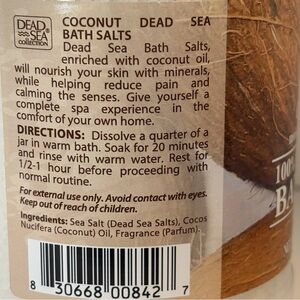 DEAD
SEA
COLLECTION
COCONUT DEAD SEA
BATH SALTS
Dead Sea Bath Salts,
enriched with coconut oil,
will nourish your skin with minerals,
while helping reduce pain and
calming the senses. Give yourself a
complete spa experience in the
comfort of your own home.
DIRECTIONS: Dissolve a quarter of a
jar in warm bath. Soak for 20 minutes
and rinse with warm water. Rest for
1/2-1 hour before proceeding with
normal routine.
For external use only. Avoid contact with eyes.
Keep out of reach of children.
Ingredients: Sea Salt (Dead Sea Salts), Cocos
Nucifera (Coconut) Oil, Fragrance (Parfum).
8 30668 00842 7
100
BA